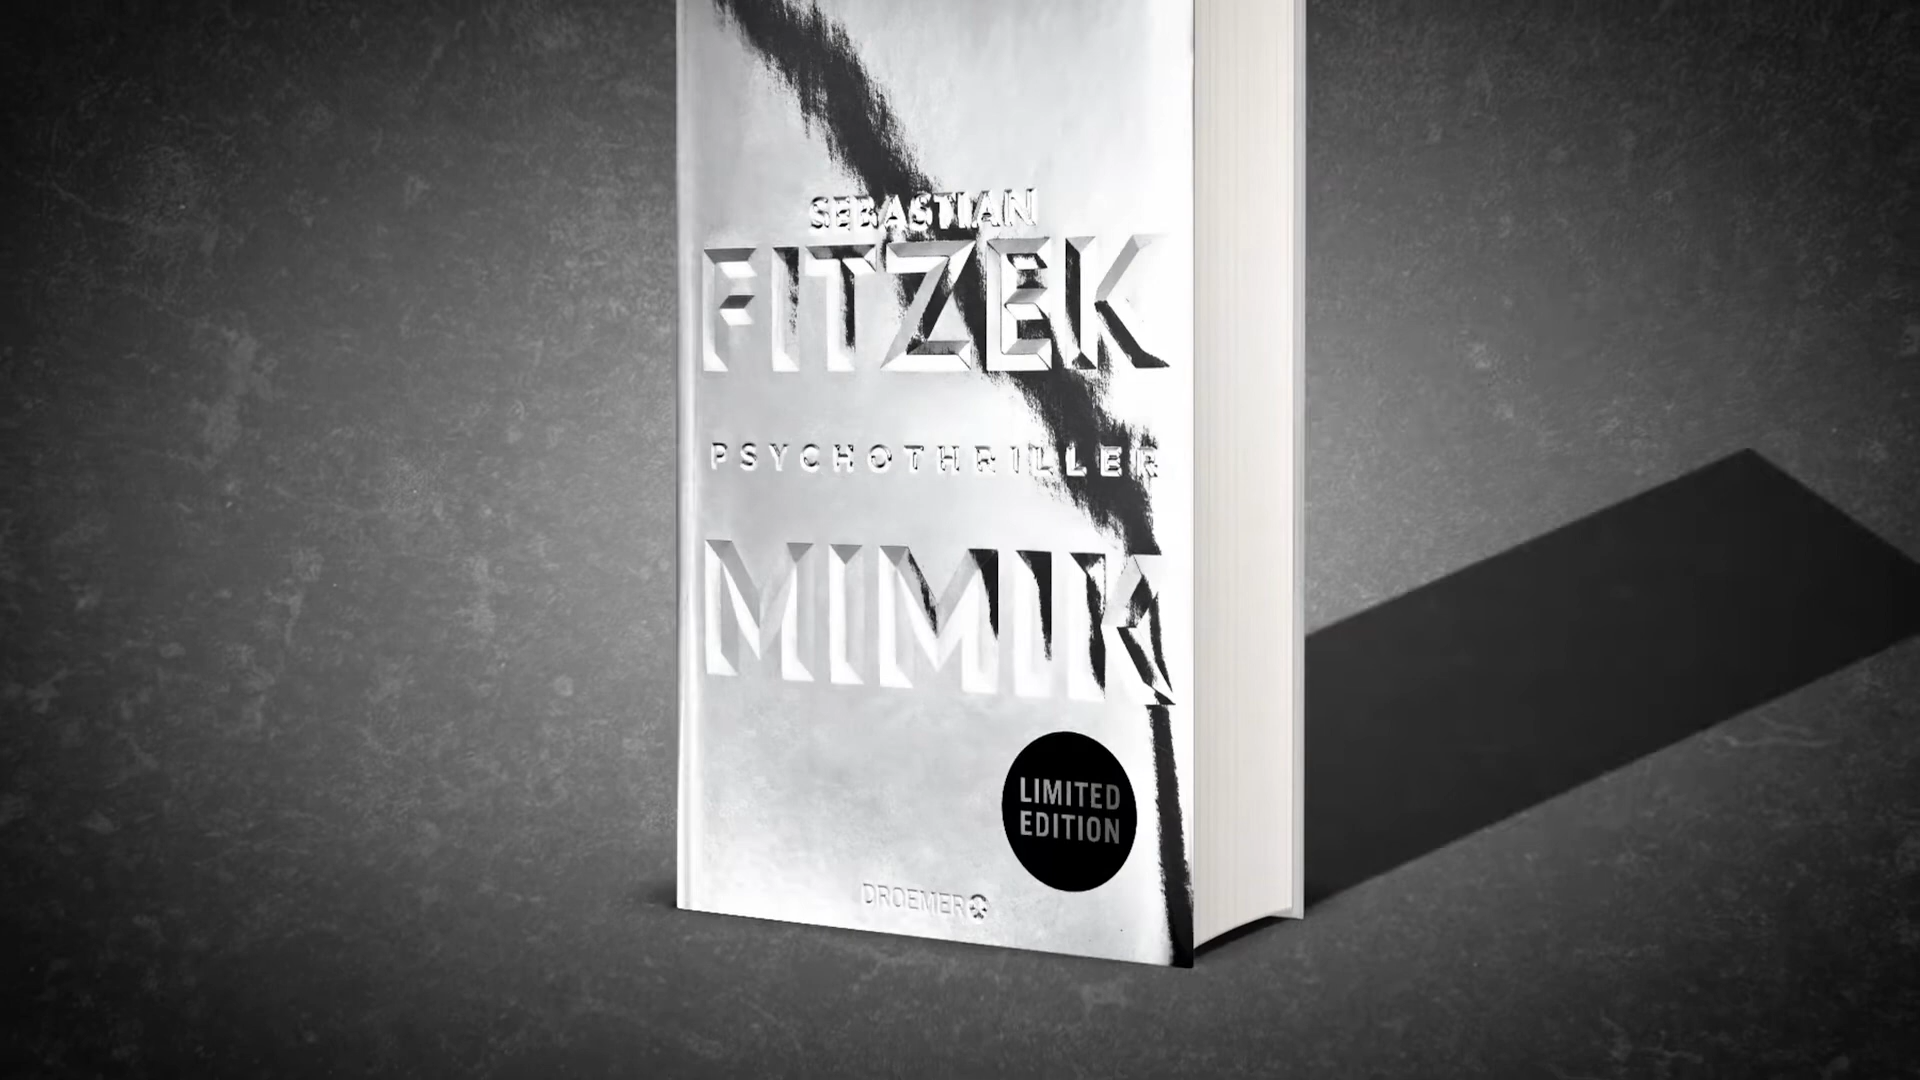 SEBASTIAN
FITZEK
PSYCHOTHRILLER
MIMIK
LIMITED
EDITION
DROEMER